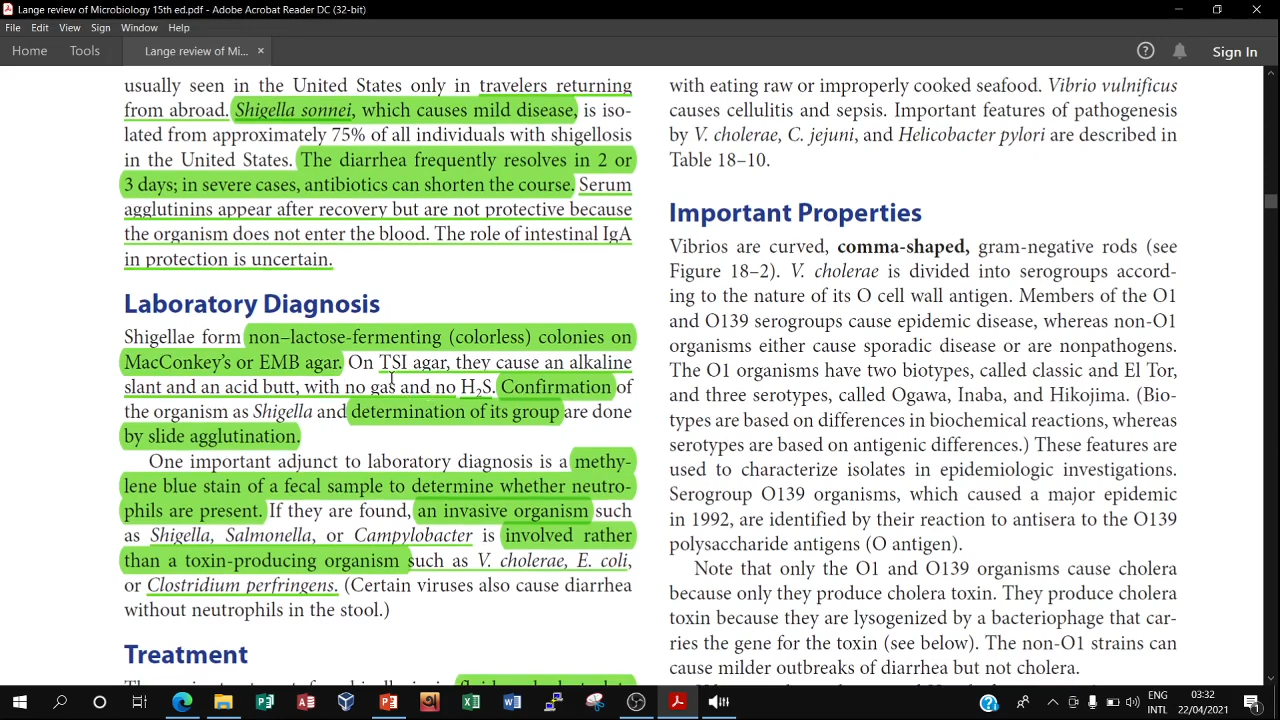 Lange review of Microbiology 15th ed.pdf - Adobe Acrobat Reader DC (32-bit)
File Edit View Sign Window Help
Home Tools Lange review of Mi... × Sign In
usually seen in the United States only in travelers returning
from abroad. Shigella sonnei, which causes mild disease, is iso-
lated from approximately 75% of all individuals with shigellosis
in the United States. The diarrhea frequently resolves in 2 or
3 days; in severe cases, antibiotics can shorten the course. Serum
agglutinins appear after recovery but are not protective because
the organism does not enter the blood. The role of intestinal IgA
in protection is uncertain.
Laboratory Diagnosis
Shigellae form non–lactose-fermenting (colorless) colonies on
MacConkey's or EMB agar. On TSI agar, they cause an alkaline
slant and an acid butt, with no gas and no H2S. Confirmation of
the organism as Shigella and determination of its group are done
by slide agglutination.
One important adjunct to laboratory diagnosis is a methy-
lene blue stain of a fecal sample to determine whether neutro-
phils are present. If they are found, an invasive organism such
as Shigella, Salmonella, or Campylobacter is involved rather
than a toxin-producing organism such as V. cholerae, E. coli,
or Clostridium perfringens. (Certain viruses also cause diarrhea
without neutrophils in the stool.)
Treatment
with eating raw or improperly cooked seafood. Vibrio vulnificus
causes cellulitis and sepsis. Important features of pathogenesis
by V. cholerae, C. jejuni, and Helicobacter pylori are described in
Table 18–10.
Important Properties
Vibrios are curved, comma-shaped, gram-negative rods (see
Figure 18–2). V. cholerae is divided into serogroups accord-
ing to the nature of its O cell wall antigen. Members of the O1
and O139 serogroups cause epidemic disease, whereas non-O1
organisms either cause sporadic disease or are nonpathogens.
The O1 organisms have two biotypes, called classic and El Tor,
and three serotypes, called Ogawa, Inaba, and Hikojima. (Bio-
types are based on differences in biochemical reactions, whereas
serotypes are based on antigenic differences.) These features are
used to characterize isolates in epidemiologic investigations.
Serogroup O139 organisms, which caused a major epidemic
in 1992, are identified by their reaction to antisera to the O139
polysaccharide antigens (O antigen).
Note that only the O1 and O139 organisms cause cholera
because only they produce cholera toxin. They produce cholera
toxin because they are lysogenized by a bacteriophage that car-
ries the gene for the toxin (see below). The non-O1 strains can
cause milder outbreaks of diarrhea but not cholera.
ENG 03:32
INTL 22/04/2021